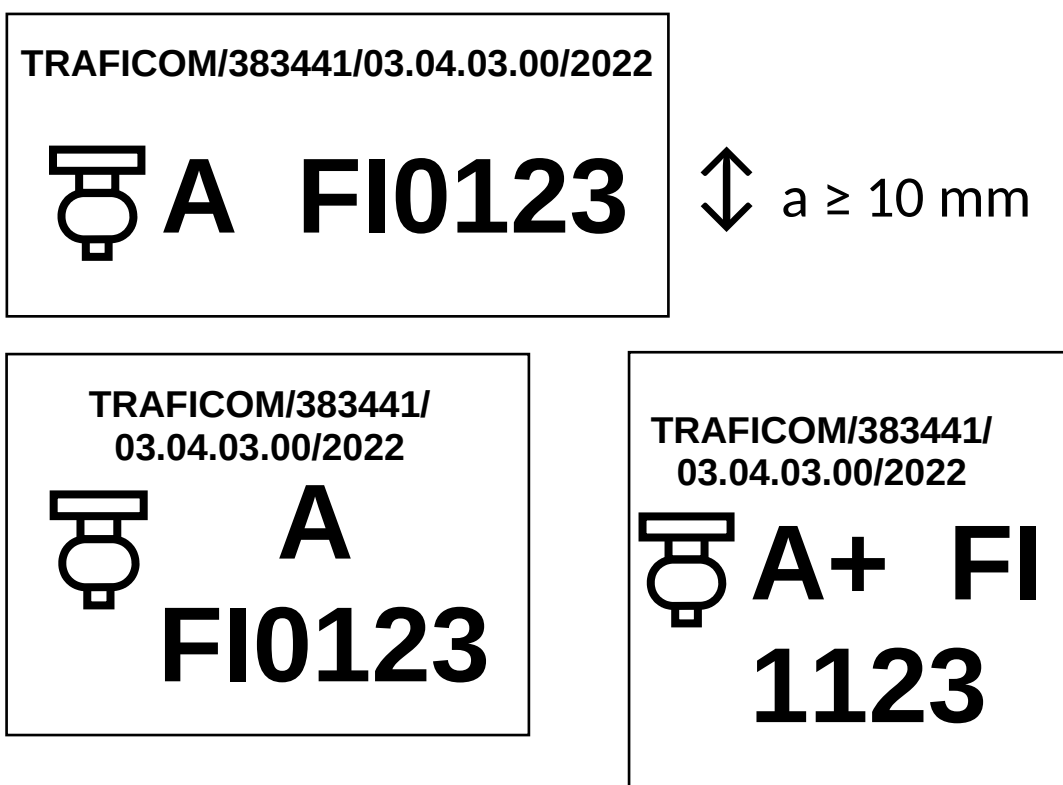 TRAFICOM/383441/03.04.03.00/2022
A FI0123
a ≥ 10 mm
TRAFICOM/383441/
03.04.03.00/2022
A
FI0123
TRAFICOM/383441/
03.04.03.00/2022
A+ FI
1123